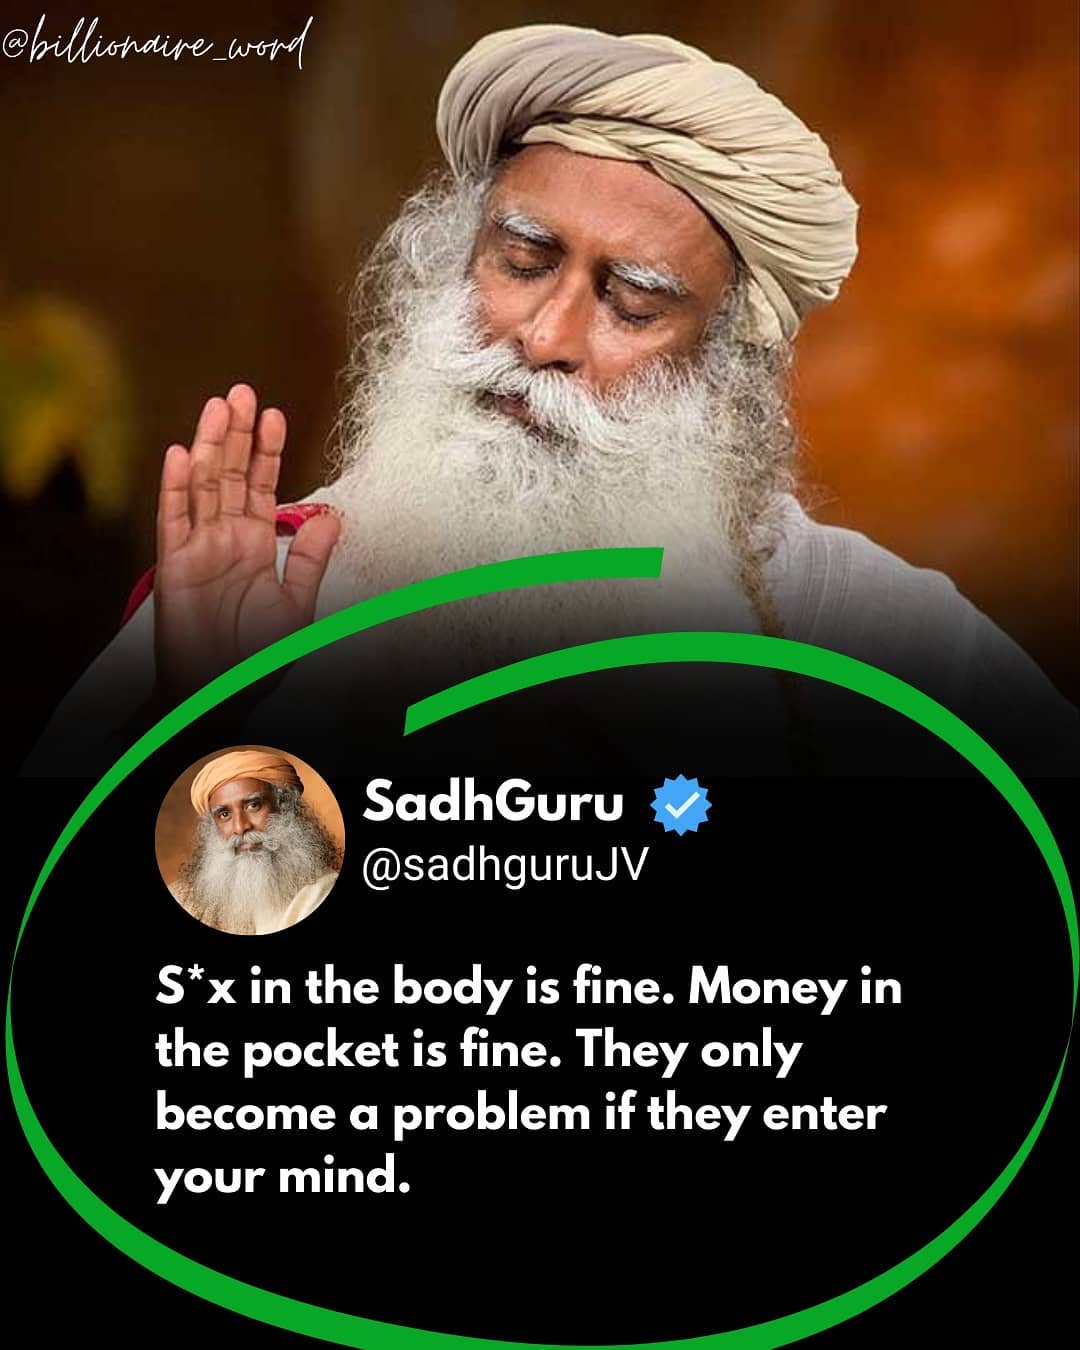 @billionaire_word
SadhGuru
@sadhguruJV
S*x in the body is fine. Money in
the pocket is fine. They only
become a problem if they enter
your mind.